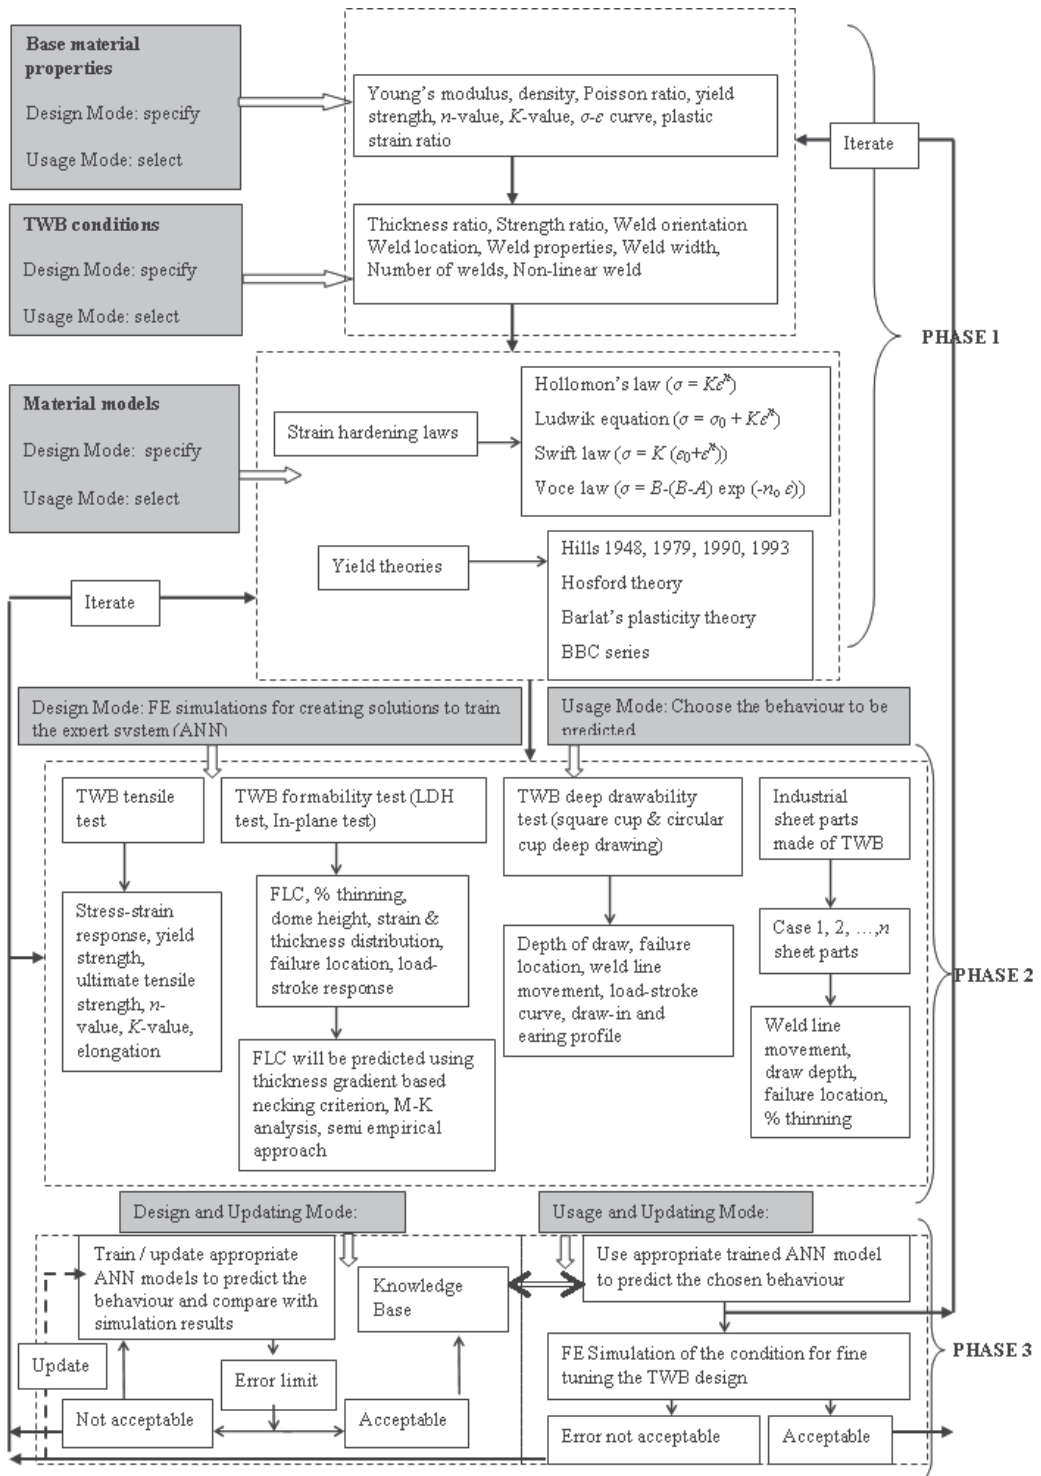 Base material
properties
Design Mode: specify
Usage Mode: select
Young's modulus, density, Poisson ratio, yield
strength, n-value, K-value, σ-ε curve, plastic
strain ratio
Iterate
TWB conditions
Design Mode: specify
Usage Mode: select
Thickness ratio, Strength ratio, Weld orientation
Weld location, Weld properties, Weld width,
Number of welds, Non-linear weld
PHASE 1
Material models
Design Mode: specify
Usage Mode: select
Strain hardening laws
Hollomon's law (σ = Kεⁿ)
Ludwik equation (σ = σ₀ + Kεⁿ)
Swift law (σ = K (ε₀+εⁿ))
Voce law (σ = B-(B-A) exp (-n₀ ε))
Yield theories
Hills 1948, 1979, 1990, 1993
Hosford theory
Barlat's plasticity theory
BBC series
Iterate
Design Mode: FE simulations for creating solutions to train
the expert system (ANN)
Usage Mode: Choose the behaviour to be
predicted
TWB tensile
test
TWB formability test (LDH
test, In-plane test)
TWB deep drawability
test (square cup & circular
cup deep drawing)
Industrial
sheet parts
made of TWB
Stress-strain
response, yield
strength,
ultimate tensile
strength, n-
value, K-value,
elongation
FLC, % thinning,
dome height, strain &
thickness distribution,
failure location, load-
stroke response
Depth of draw, failure
location, weld line
movement, load-stroke
curve, draw-in and
earing profile
Case 1, 2, ...,n
sheet parts
FLC will be predicted using
thickness gradient based
necking criterion, M-K
analysis, semi empirical
approach
Weld line
movement,
draw depth,
failure location,
% thinning
PHASE 2
Design and Updating Mode:
Usage and Updating Mode:
Train / update appropriate
ANN models to predict the
behaviour and compare with
simulation results
Knowledge
Base
Use appropriate trained ANN model
to predict the chosen behaviour
Update
Error limit
FE Simulation of the condition for fine
tuning the TWB design
PHASE 3
Not acceptable
Acceptable
Error not acceptable
Acceptable